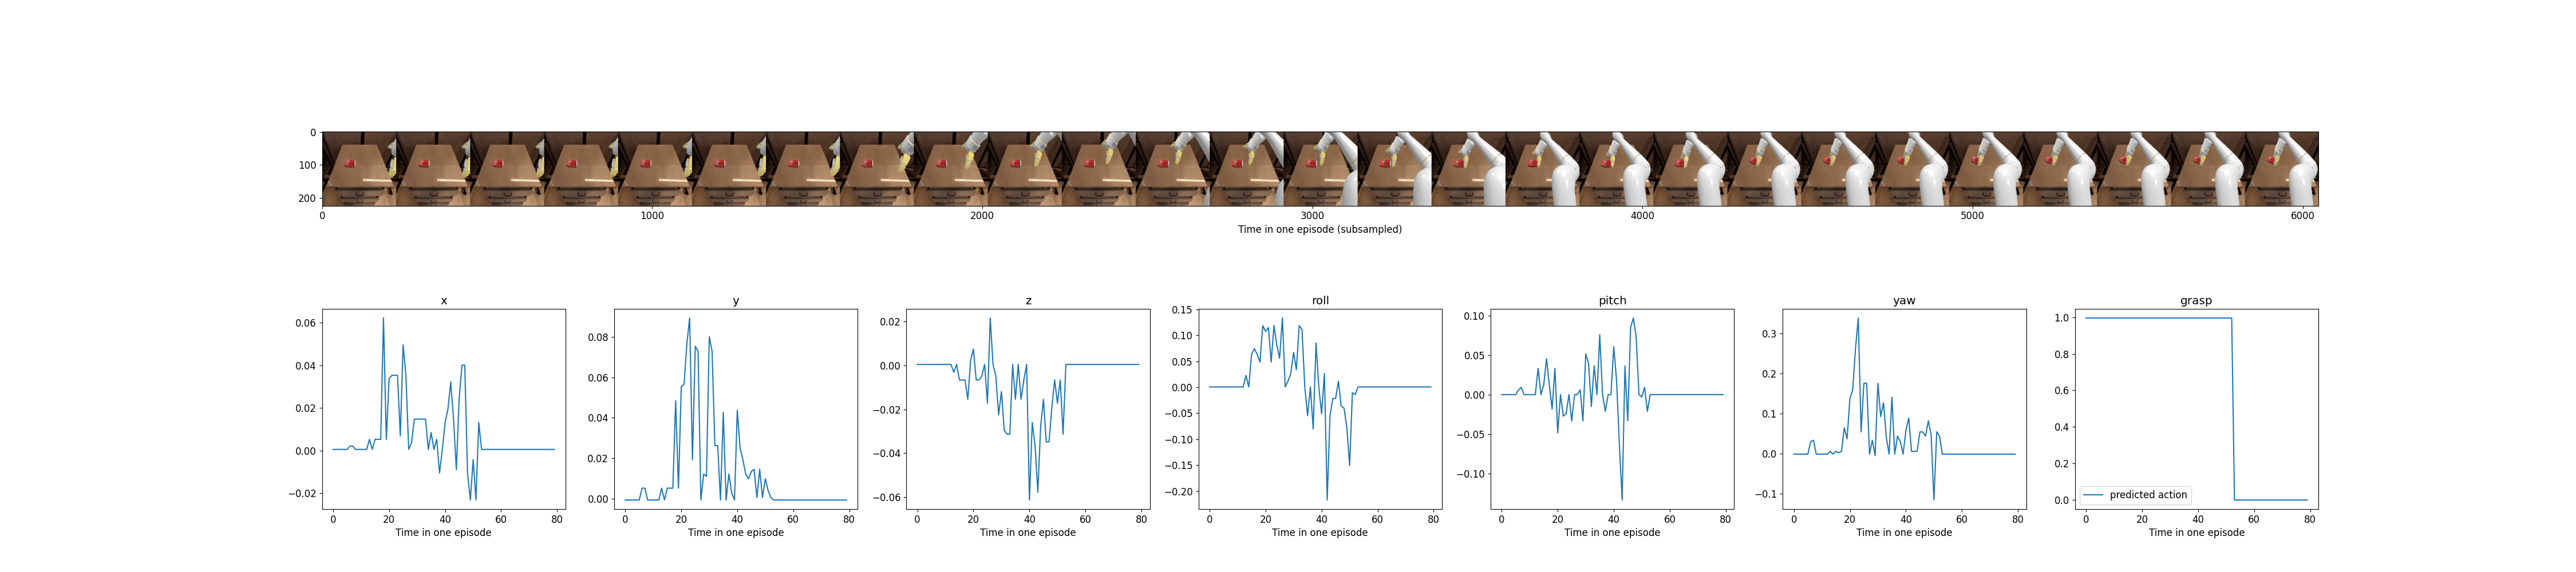 0
100
200
0 1000 2000 3000 4000 5000 6000
Time in one episode (subsampled)
x
0.06
0.04
0.02
0.00
−0.02
0 20 40 60 80
Time in one episode
y
0.08
0.06
0.04
0.02
0.00
0 20 40 60 80
Time in one episode
z
0.02
0.00
−0.02
−0.04
−0.06
0 20 40 60 80
Time in one episode
roll
0.15
0.10
0.05
0.00
−0.05
−0.10
−0.15
−0.20
0 20 40 60 80
Time in one episode
pitch
0.10
0.05
0.00
−0.05
−0.10
0 20 40 60 80
Time in one episode
yaw
0.3
0.2
0.1
0.0
−0.1
0 20 40 60 80
Time in one episode
grasp
1.0
0.8
0.6
0.4
0.2
0.0
predicted action
0 20 40 60 80
Time in one episode